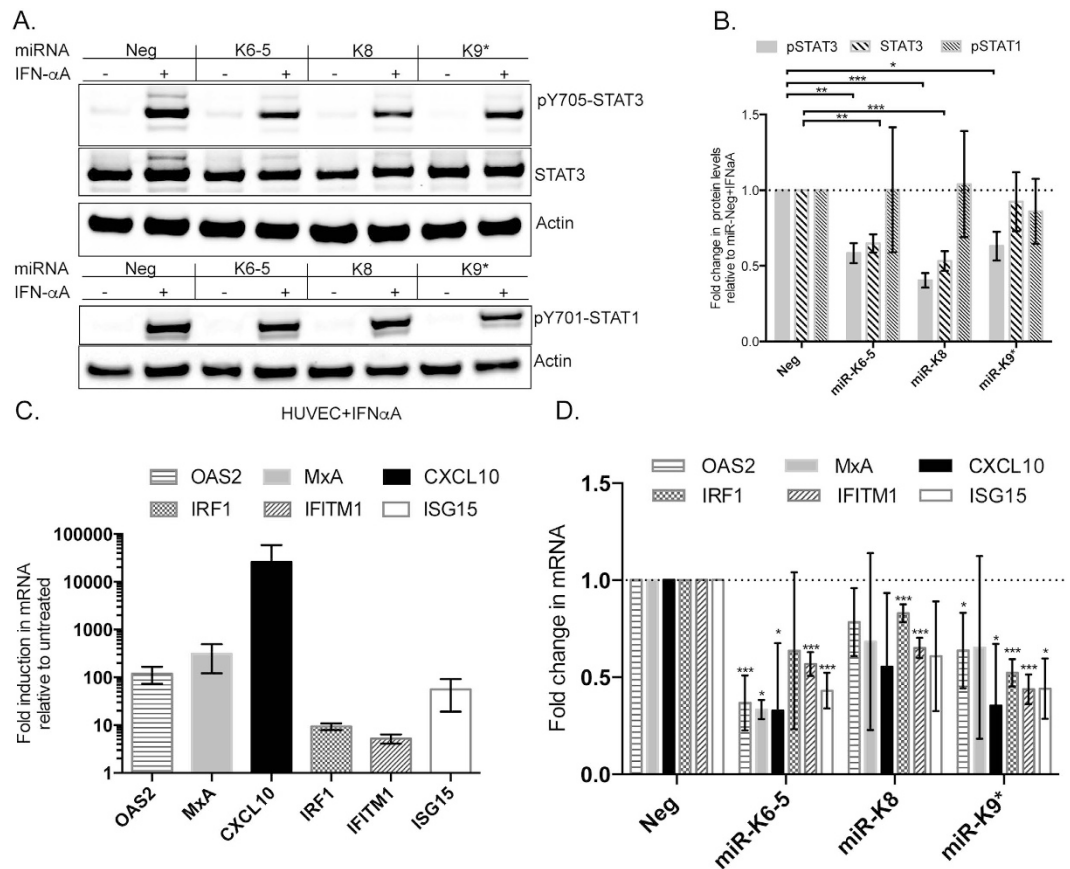 A.
miRNA Neg K6-5 K8 K9*
IFN-αA - + - + - + - +
pY705-STAT3
STAT3
Actin
miRNA Neg K6-5 K8 K9*
IFN-αA - + - + - + - +
pY701-STAT1
Actin
HUVEC+IFNαA
B.
pSTAT3 STAT3 pSTAT1
*
***
**
***
**
Fold change in protein levels
relative to miR-Neg+IFNaA
1.5
1.0
0.5
0.0
Neg
miR-K6-5
miR-K8
miR-K9*
C.
OAS2 MxA CXCL10
IRF1 IFITM1 ISG15
Fold induction in mRNA
relative to untreated
100000
10000
1000
100
10
1
OAS2
MxA
CXCL10
IRF1
IFITM1
ISG15
D.
OAS2 MxA CXCL10
IRF1 IFITM1 ISG15
Fold change in mRNA
1.5
1.0
0.5
0.0
*** * * *** ***
*** ***
* * *** *** *
Neg
miR-K6-5
miR-K8
miR-K9*